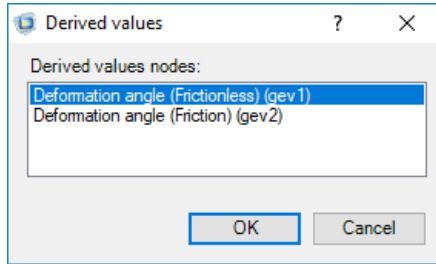 Derived values ? ×
Derived values nodes:
Deformation angle (Frictionless) (gev1)
Deformation angle (Friction) (gev2)
OK Cancel